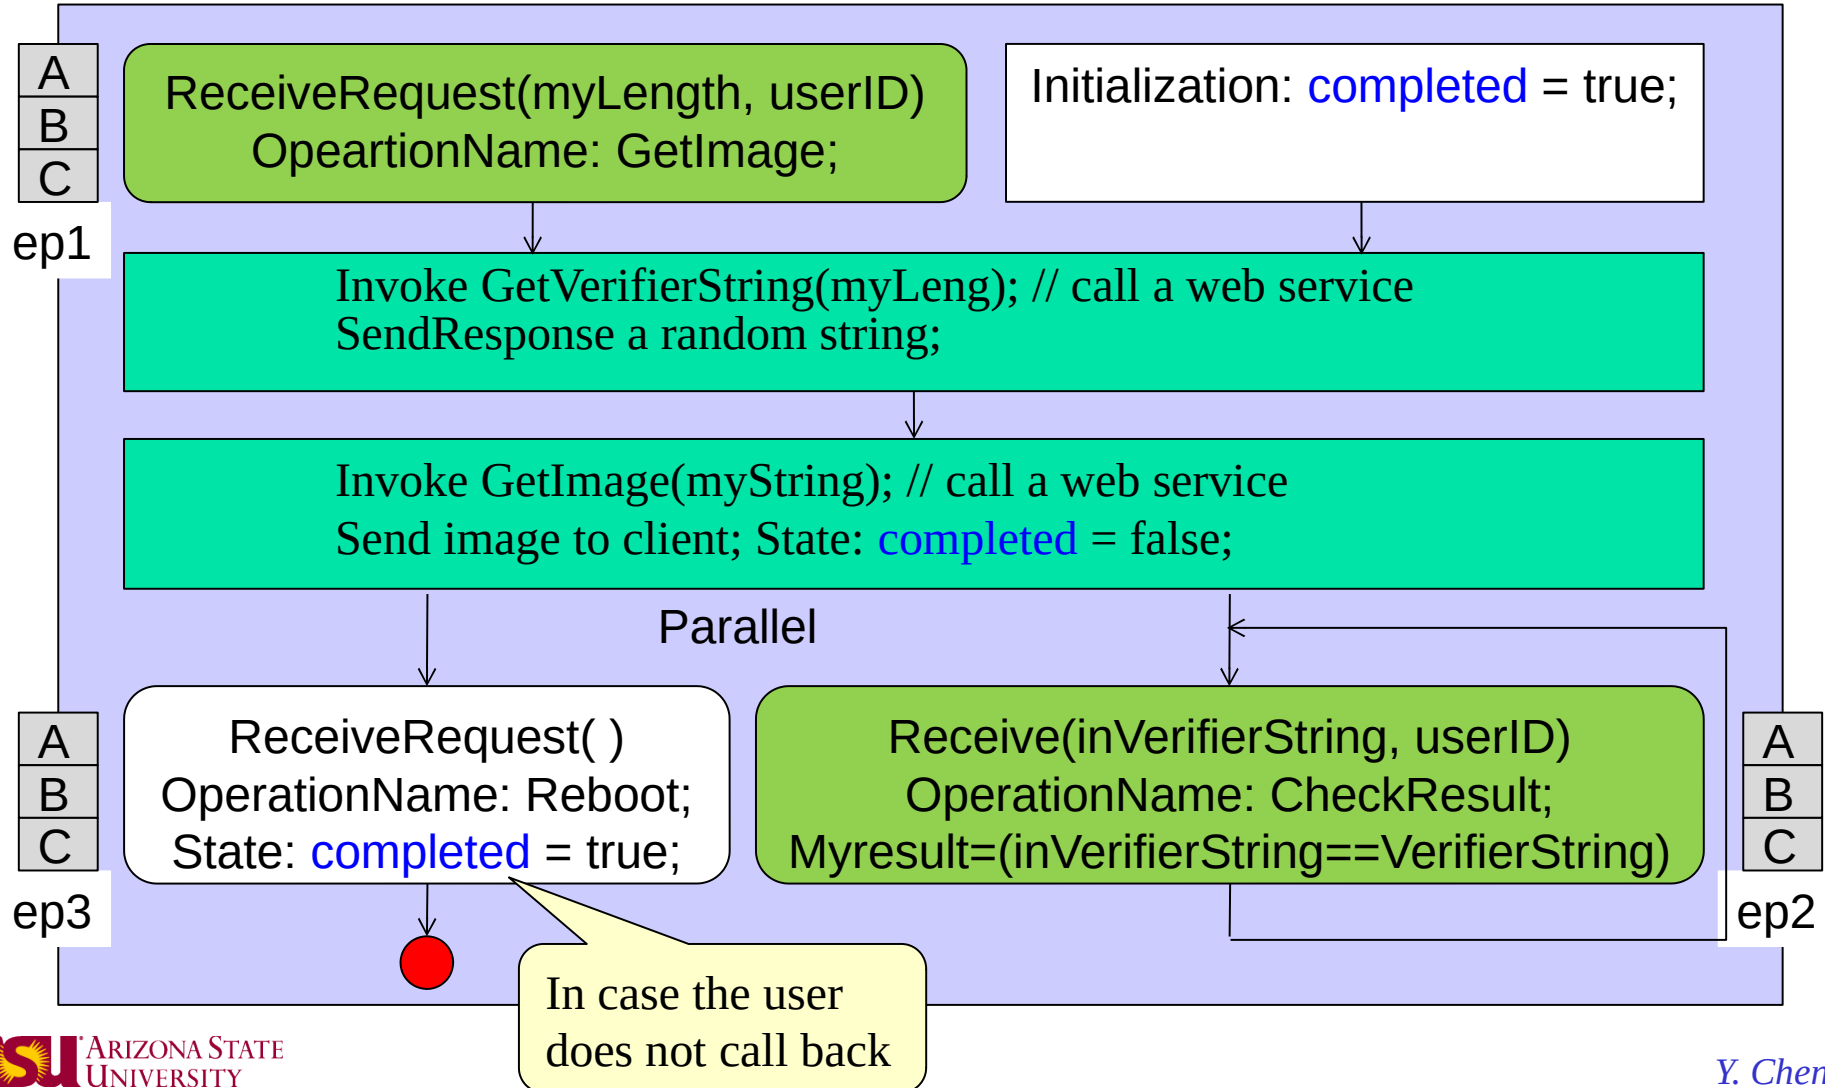 A
B
C
ep1
ReceiveRequest(myLength, userID)
OpeartionName: GetImage;
Initialization: completed = true;
Invoke GetVerifierString(myLeng); // call a web service
SendResponse a random string;
Invoke GetImage(myString); // call a web service
Send image to client; State: completed = false;
Parallel
A
B
C
ep3
ReceiveRequest( )
OperationName: Reboot;
State: completed = true;
Receive(inVerifierString, userID)
OperationName: CheckResult;
Myresult=(inVerifierString==VerifierString)
A
B
C
ep2
In case the user
does not call back
ARIZONA STATE
UNIVERSITY
Y. Chen